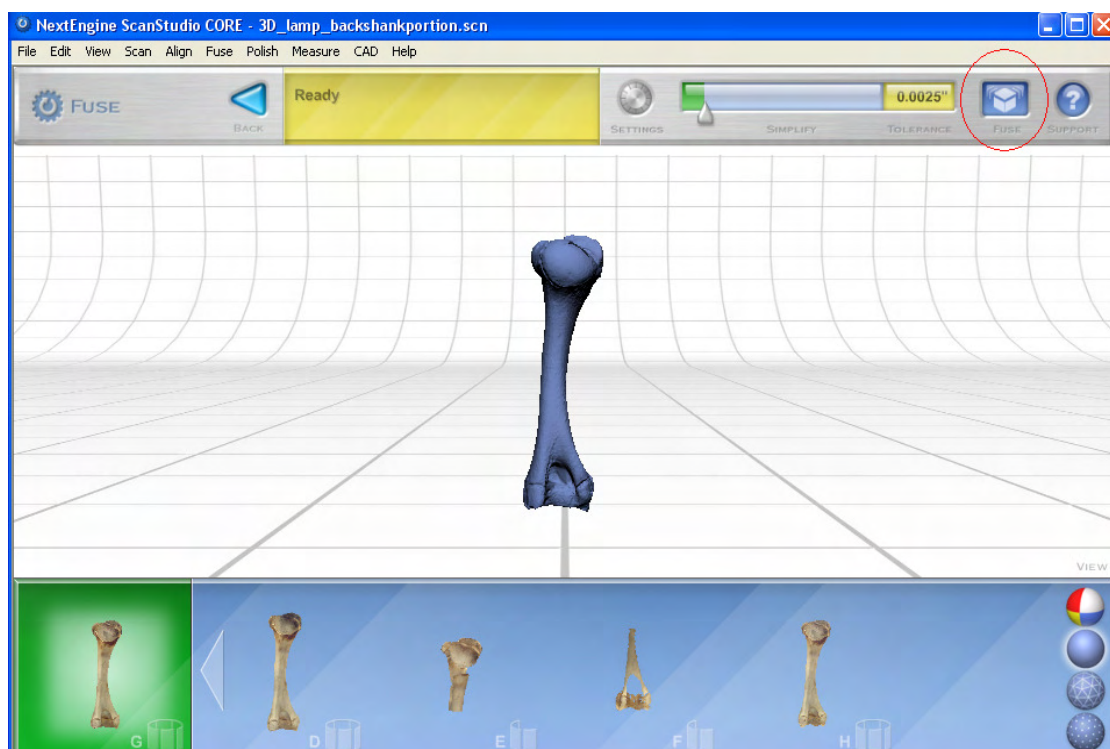 NextEngine ScanStudio CORE - 3D_lamp_backshankportion.scn
File Edit View Scan Align Fuse Polish Measure CAD Help
FUSE
BACK
Ready
SETTINGS
SIMPLIFY
0.0025"
TOLERANCE
FUSE
SUPPORT
VIEW
G
D
E
F
H